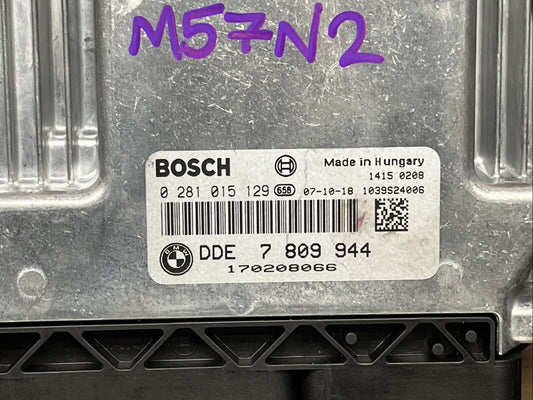 M57N2
BOSCH
Made in Hungary
1415 0208
0 281 015 129 658 07-10-18 1039S24006
BMW
DDE 7 809 944
170208066